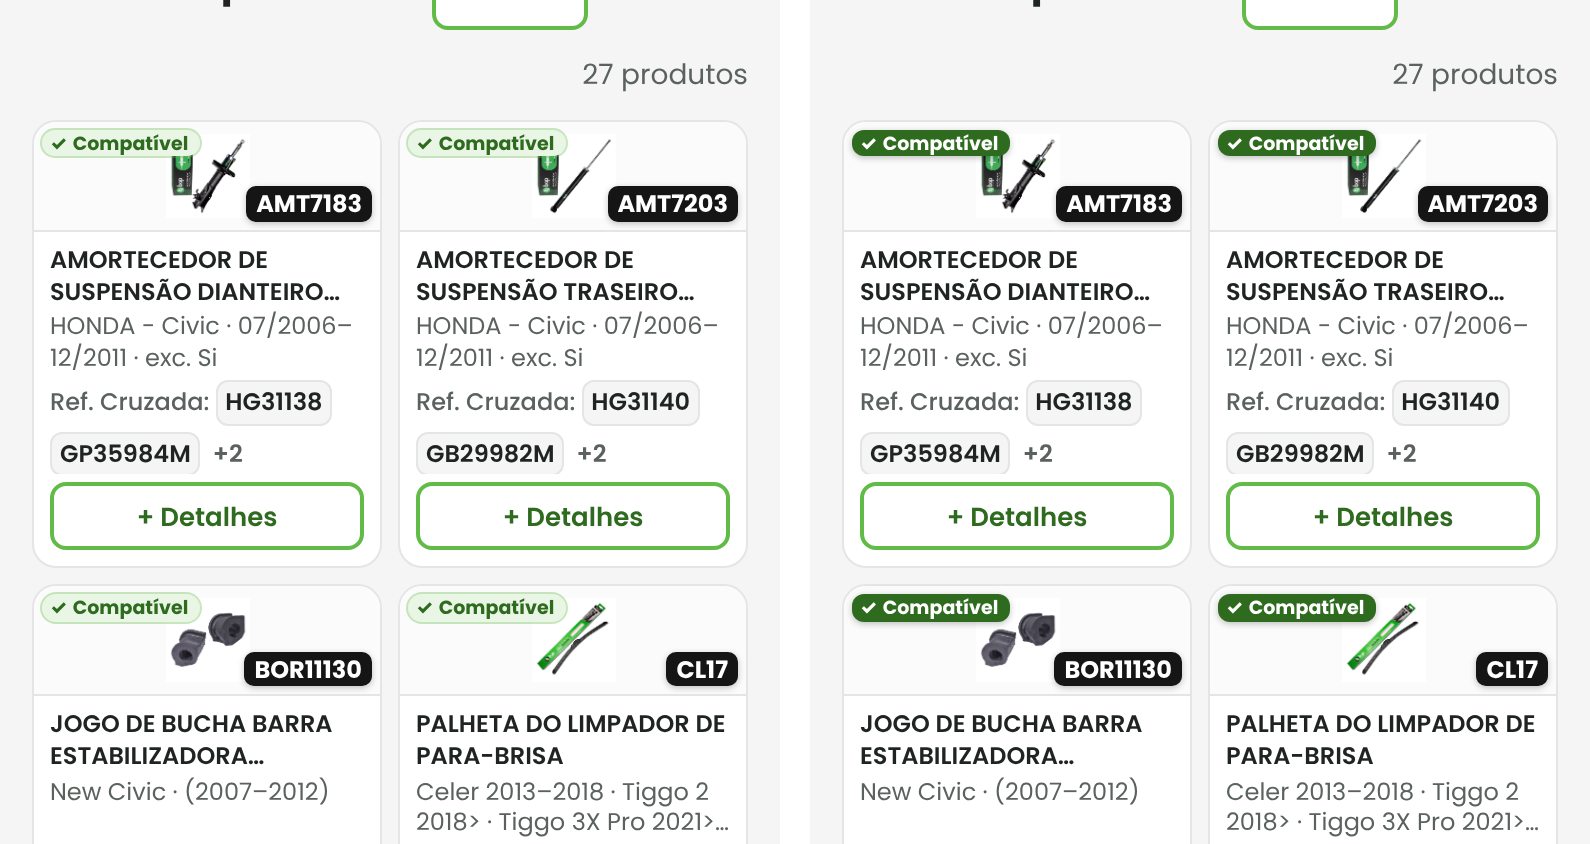 27 produtos
✓ Compatível
AMT7183
AMORTECEDOR DE
SUSPENSÃO DIANTEIRO...
HONDA - Civic · 07/2006–
12/2011 · exc. Si
Ref. Cruzada: HG31138
GP35984M +2
+ Detalhes
✓ Compatível
AMT7203
AMORTECEDOR DE
SUSPENSÃO TRASEIRO...
HONDA - Civic · 07/2006–
12/2011 · exc. Si
Ref. Cruzada: HG31140
GB29982M +2
+ Detalhes
✓ Compatível
BOR11130
JOGO DE BUCHA BARRA
ESTABILIZADORA...
New Civic · (2007–2012)
✓ Compatível
CL17
PALHETA DO LIMPADOR DE
PARA-BRISA
Celer 2013–2018 · Tiggo 2
2018> · Tiggo 3X Pro 2021>...
27 produtos
✓ Compatível
AMT7183
AMORTECEDOR DE
SUSPENSÃO DIANTEIRO...
HONDA - Civic · 07/2006–
12/2011 · exc. Si
Ref. Cruzada: HG31138
GP35984M +2
+ Detalhes
✓ Compatível
AMT7203
AMORTECEDOR DE
SUSPENSÃO TRASEIRO...
HONDA - Civic · 07/2006–
12/2011 · exc. Si
Ref. Cruzada: HG31140
GB29982M +2
+ Detalhes
✓ Compatível
BOR11130
JOGO DE BUCHA BARRA
ESTABILIZADORA...
New Civic · (2007–2012)
✓ Compatível
CL17
PALHETA DO LIMPADOR DE
PARA-BRISA
Celer 2013–2018 · Tiggo 2
2018> · Tiggo 3X Pro 2021>...